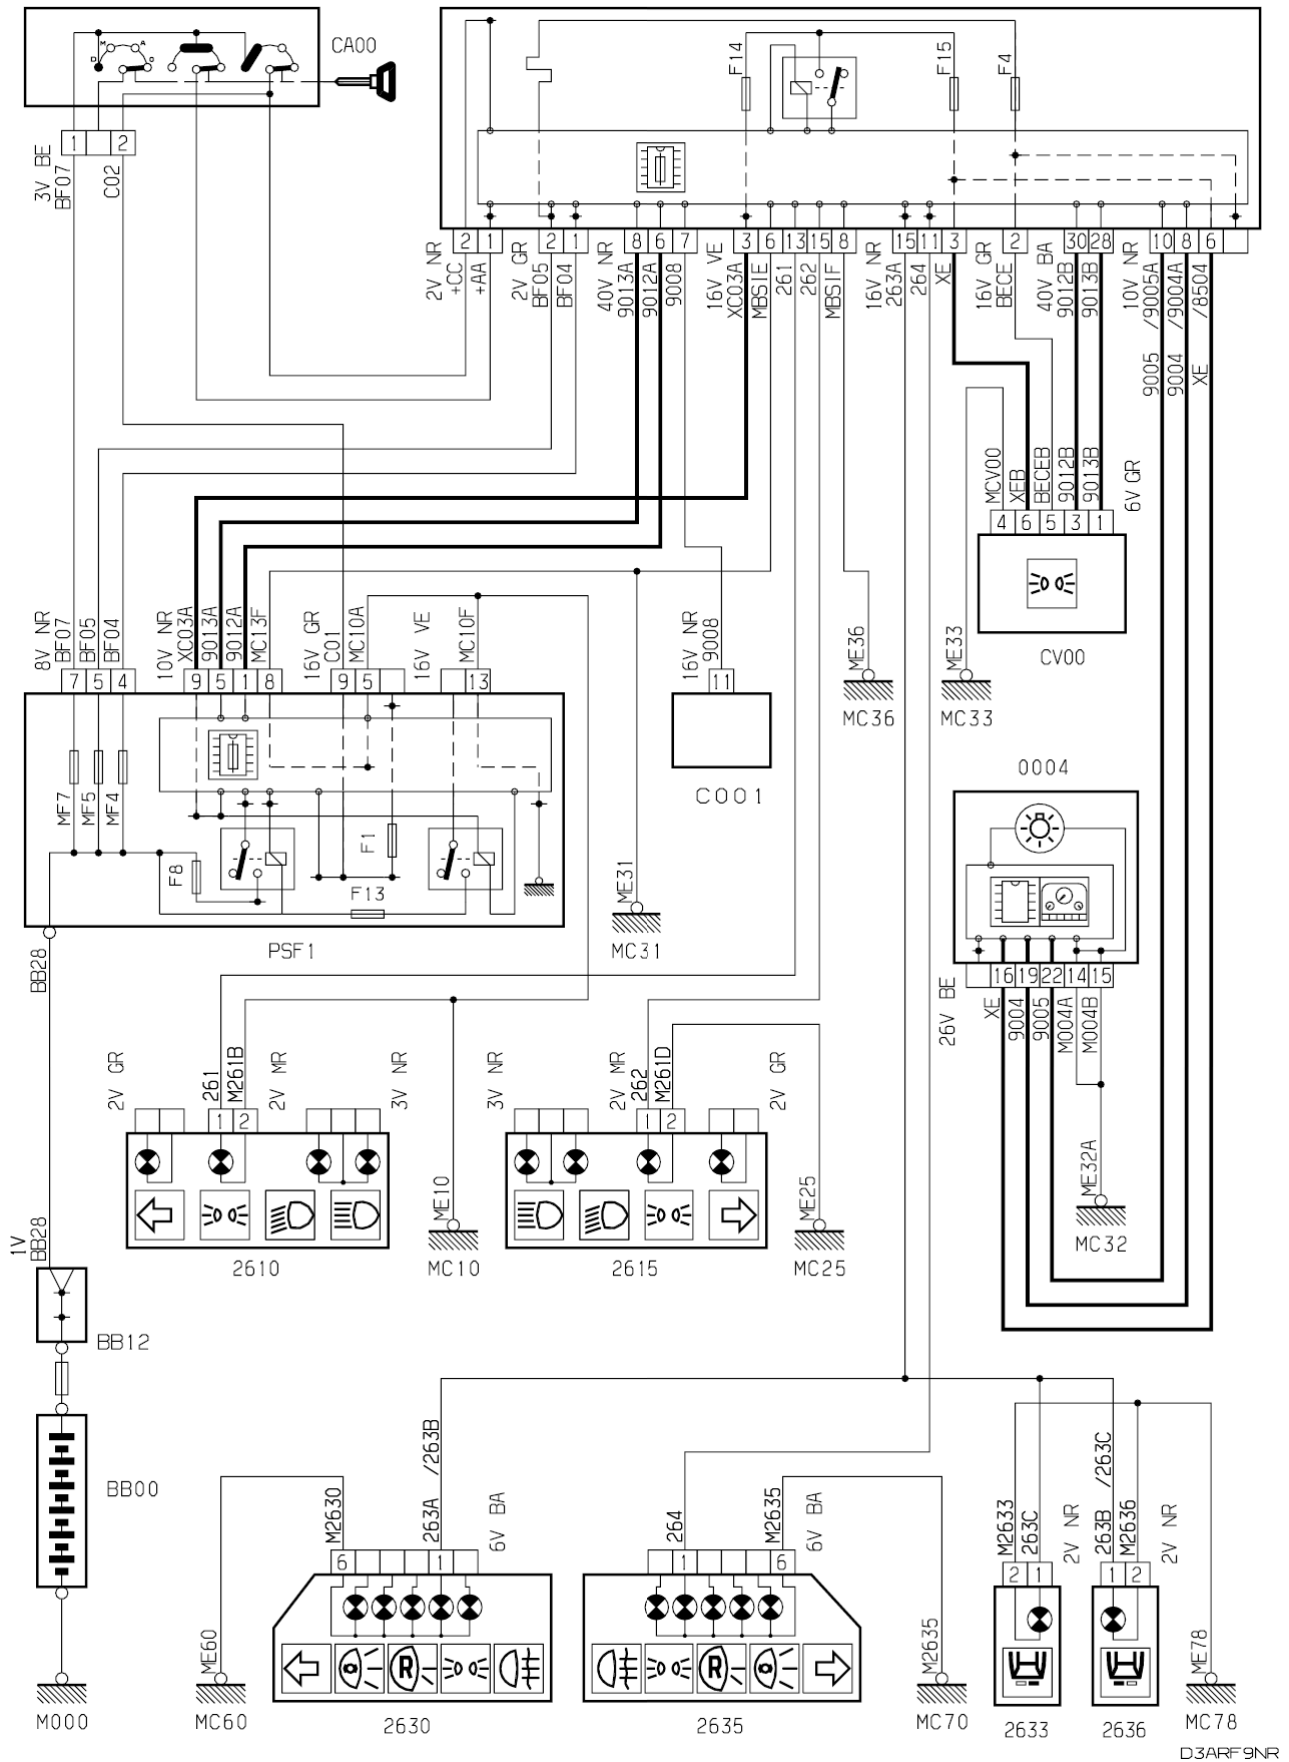 CA00
M A
D O
1 2
3V BE
BF07
C02
F14
F15
F4
2 1 2 1 8 6 7 3 6 13 15 8 15 11 3 2 30 28 10 8 6
2V NR
+CC
+AA
2V GR
BF05
BF04
40V NR
9013A
9012A
9008
16V VE
XC03A
MBSIE
261
262
MBSIF
16V NR
263A
264
XE
16V GR
BECE
40V BA
9012B
9013B
10V NR
9005 /9005A
9004 /9004A
XE /8504
MCV00
XEB
BECEB
9012B
9013B
6V GR
4 6 5 3 1
CV00
8V NR
BF07
BF05
BF04
10V NR
XC03A
9013A
9012A
MC13F
16V GR
C01
MC10A
16V VE
MC10F
16V NR
9008
ME36
ME33
7 5 4 9 5 1 8 9 5 13 11
MC36
MC33
C001
0004
MF7
MF5
MF4
F8
F1
F13
ME31
PSF1
MC31
BB28
16 19 22 14 15
26V BE
XE
9004
9005
M004A
M004B
2V GR
261
M261B
2V MR
3V NR
3V NR
2V MR
262
M261D
2V GR
1 2 1 2
ME10
ME25
ME32A
1V
BB28
2610
MC10
2615
MC25
MC32
BB12
BB00
M2630
263A /263B
6V BA
264
M2635
6V BA
M2633
263C
2V NR
263B /263C
M2636
2V NR
6 1 1 6 2 1 1 2
R
R
ME60
M2635
ME78
M000
MC60
2630
2635
MC70
2633
2636
MC78
D3ARF9NR